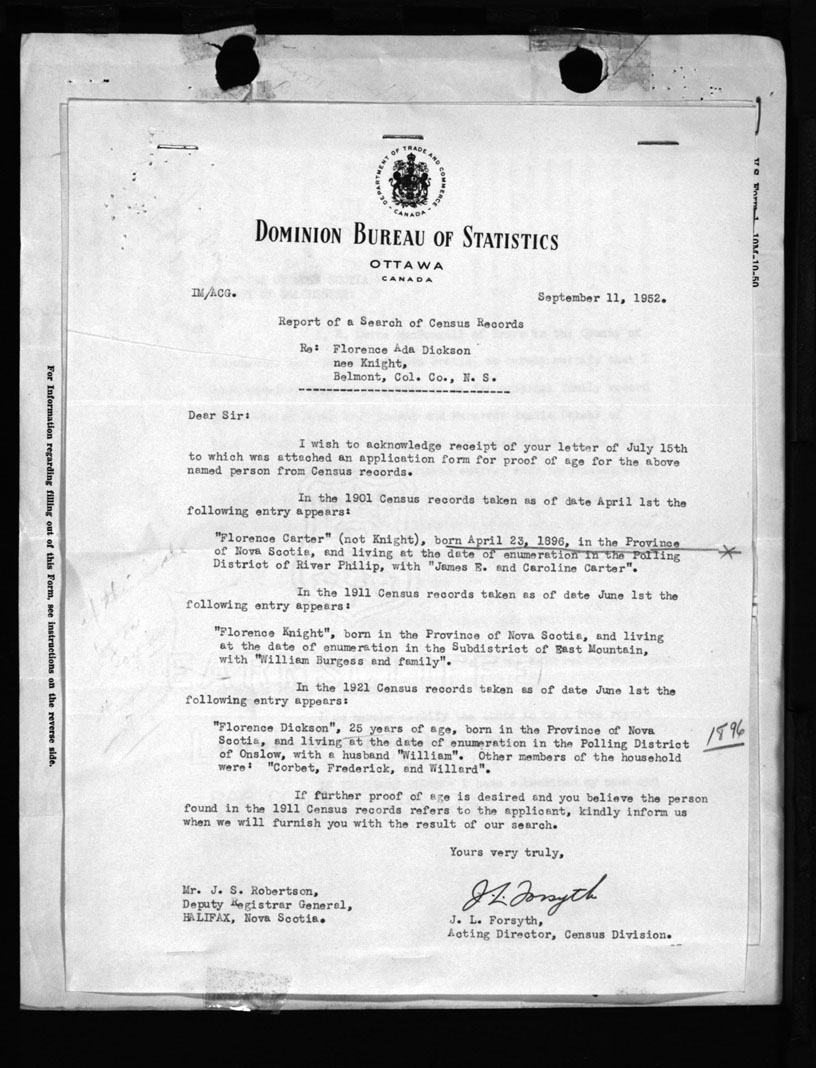 DEPARTMENT OF TRADE AND COMMERCE
CANADA
DOMINION BUREAU OF STATISTICS
OTTAWA
CANADA
IM/ACG.
September 11, 1952.
Report of a Search of Census Records
Re: Florence Ada Dickson
nee Knight,
Belmont, Col. Co., N. S.
Dear Sir:
I wish to acknowledge receipt of your letter of July 15th
to which was attached an application form for proof of age for the above
named person from Census records.
In the 1901 Census records taken as of date April 1st the
following entry appears:
"Florence Carter" (not Knight), born April 23, 1896, in the Province
of Nova Scotia, and living at the date of enumeration in the Polling
District of River Philip, with "James E. and Caroline Carter".
In the 1911 Census records taken as of date June 1st the
following entry appears:
"Florence Knight", born in the Province of Nova Scotia, and living
at the date of enumeration in the Subdistrict of East Mountain,
with "William Burgess and family".
In the 1921 Census records taken as of date June 1st the
following entry appears:
"Florence Dickson", 25 years of age, born in the Province of Nova
Scotia, and living at the date of enumeration in the Polling District
of Onslow, with a husband "William". Other members of the household
were: "Corbet, Frederick, and Willard".
1896
If further proof of age is desired and you believe the person
found in the 1911 Census records refers to the applicant, kindly inform us
when we will furnish you with the result of our search.
Yours very truly,
J. L. Forsyth
Mr. J. S. Robertson,
Deputy Registrar General,
HALIFAX, Nova Scotia.
J. L. Forsyth,
Acting Director, Census Division.
For Information regarding filling out of this Form, see instructions on the reverse side.